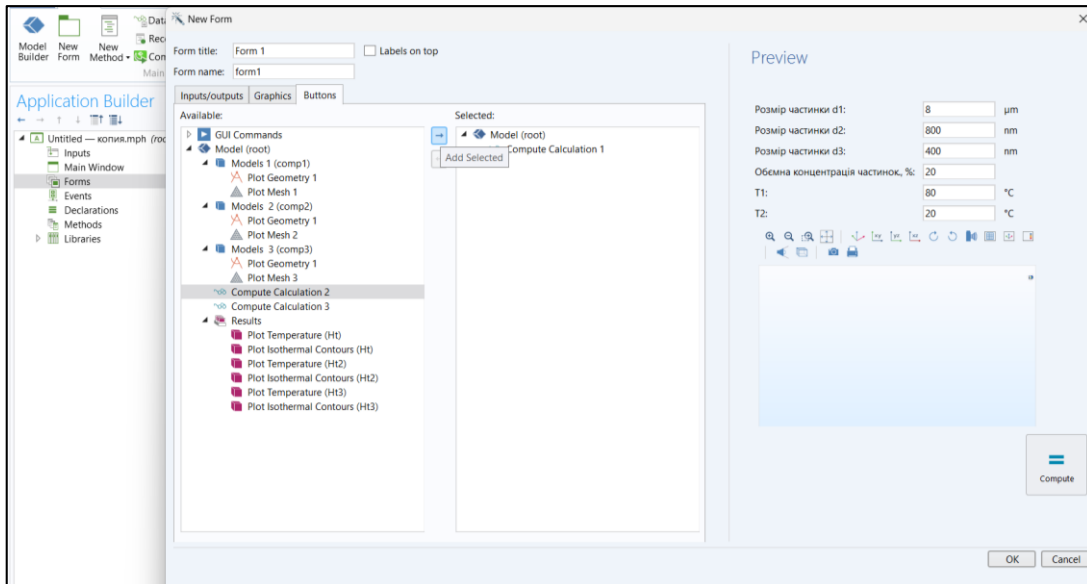 New Form
Model Builder
New Form
New Method
Data
Rec
Com
Main
Form title: Form 1 Labels on top
Form name: form1
Inputs/outputs Graphics Buttons
Application Builder
Untitled — копия.mph (roo
Inputs
Main Window
Forms
Events
Declarations
Methods
Libraries
Available:
GUI Commands
Model (root)
Models 1 (comp1)
Plot Geometry 1
Plot Mesh 1
Models 2 (comp2)
Plot Geometry 1
Plot Mesh 2
Models 3 (comp3)
Plot Geometry 1
Plot Mesh 3
Compute Calculation 2
Compute Calculation 3
Results
Plot Temperature (Ht)
Plot Isothermal Contours (Ht)
Plot Temperature (Ht2)
Plot Isothermal Contours (Ht2)
Plot Temperature (Ht3)
Plot Isothermal Contours (Ht3)
Add Selected
Selected:
Model (root)
Compute Calculation 1
Preview
Розмір частинки d1: 8 µm
Розмір частинки d2: 800 nm
Розмір частинки d3: 400 nm
Обємна концентрація частинок, %: 20
T1: 80 °C
T2: 20 °C
Compute
OK Cancel